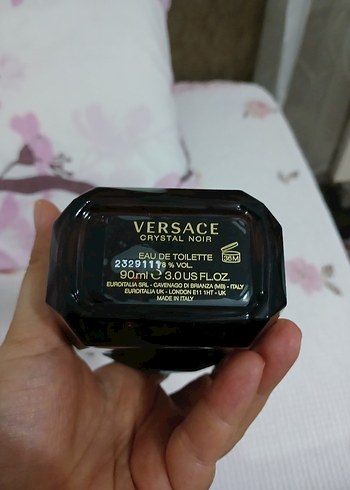 VERSACE
CRYSTAL NOIR
EAU DE TOILETTE
36M
2329111 % VOL.
90ml ℮ 3.0 US FL.OZ.
EUROITALIA SRL - CAVENAGO DI BRIANZA (MB) - ITALY
EUROITALIA UK - LONDON E11 1HT - UK
MADE IN ITALY